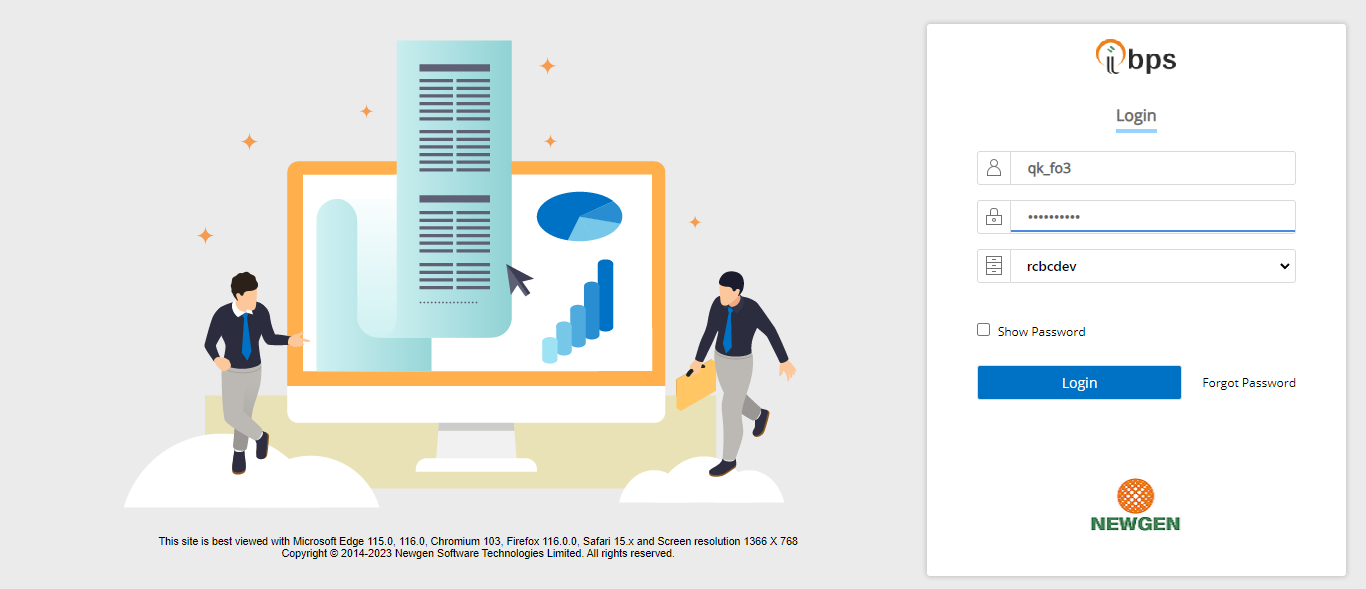 ibps
Login
qk_fo3
••••••••••
rcbcdev
Show Password
Login
Forgot Password
NEWGEN
This site is best viewed with Microsoft Edge 115.0, 116.0, Chromium 103, Firefox 116.0.0, Safari 15.x and Screen resolution 1366 X 768
Copyright © 2014-2023 Newgen Software Technologies Limited. All rights reserved.